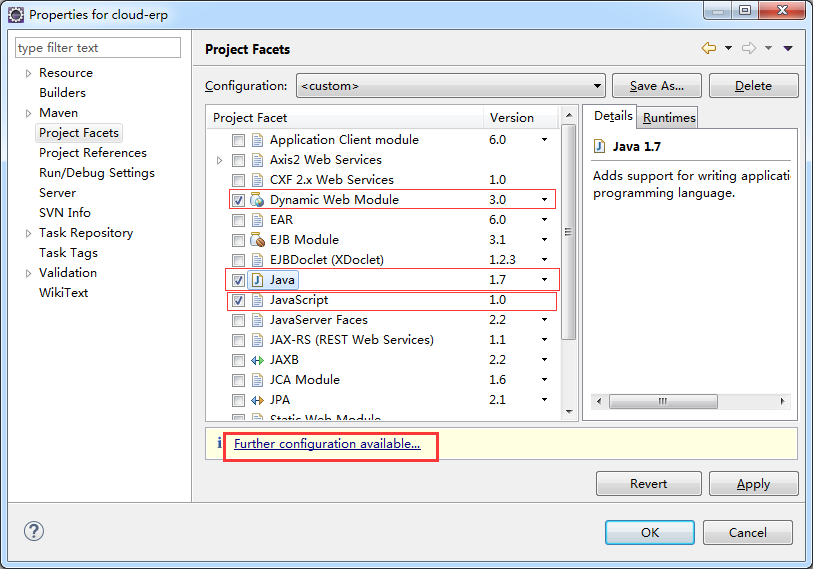 Properties for cloud-erp
type filter text
Resource
Builders
Maven
Project Facets
Project References
Run/Debug Settings
Server
SVN Info
Task Repository
Task Tags
Validation
WikiText
Project Facets
Configuration: <custom> Save As... Delete
Project Facet Version
Application Client module 6.0
Axis2 Web Services
CXF 2.x Web Services 1.0
Dynamic Web Module 3.0
EAR 6.0
EJB Module 3.1
EJBDoclet (XDoclet) 1.2.3
Java 1.7
JavaScript 1.0
JavaServer Faces 2.2
JAX-RS (REST Web Services) 1.1
JAXB 2.2
JCA Module 1.6
JPA 2.1
Static Web Module
Details Runtimes
Java 1.7
Adds support for writing applicati
programming language.
Further configuration available...
Revert Apply
OK Cancel